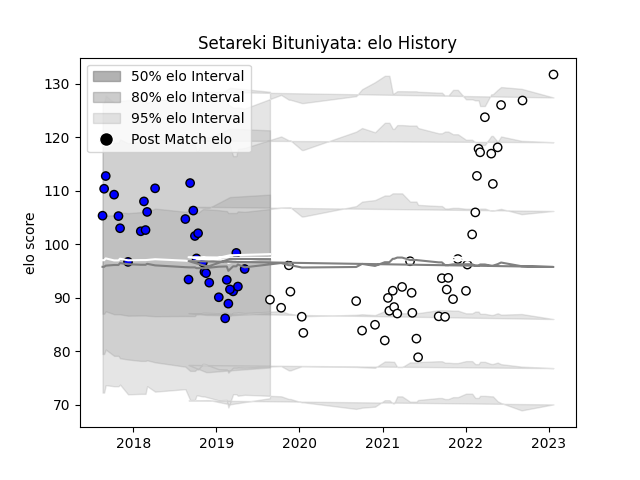 Setareki Bituniyata: elo History
50% elo Interval
80% elo Interval
95% elo Interval
Post Match elo
elo score
130
120
110
100
90
80
70
2018 2019 2020 2021 2022 2023